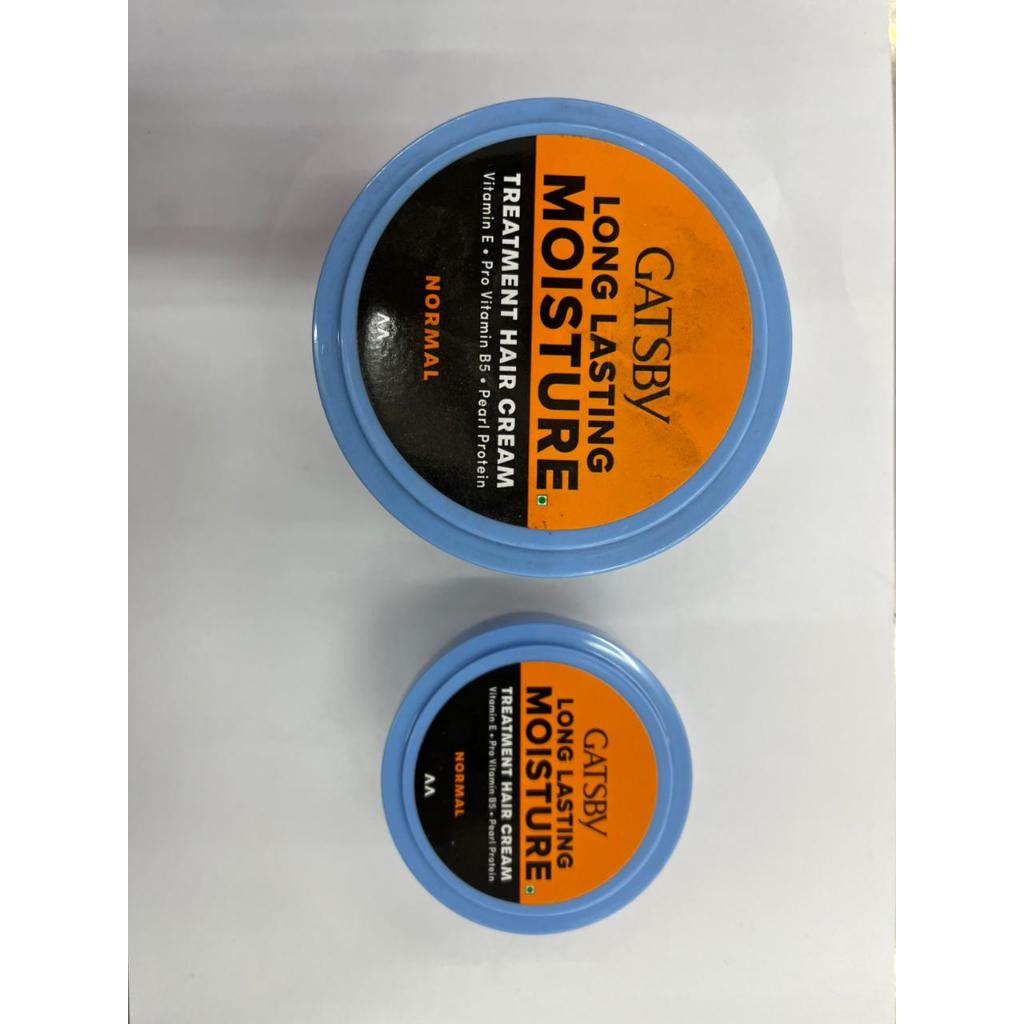 GATSBY
LONG LASTING
MOISTURE
TREATMENT HAIR CREAM
Vitamin E • Pro Vitamin B5 • Pearl Protein
NORMAL
GATSBY
LONG LASTING
MOISTURE
TREATMENT HAIR CREAM
Vitamin E • Pro Vitamin B5 • Pearl Protein
NORMAL